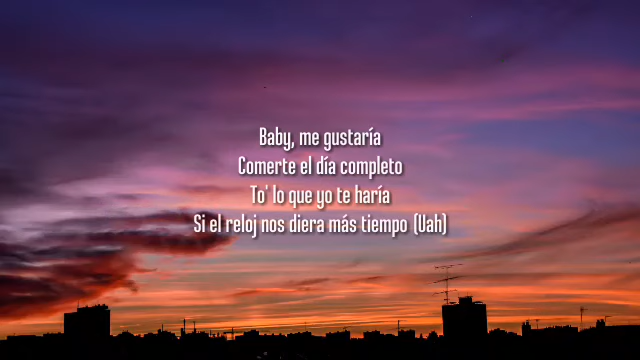 Baby, me gustaría
Comerte el día completo
To' lo que yo te haría
Si el reloj nos diera más tiempo (Uah)